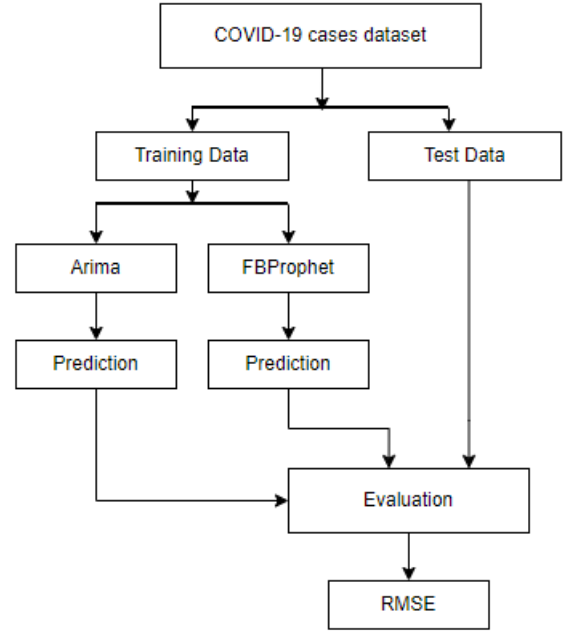 COVID-19 cases dataset
Training Data
Test Data
Arima
FBProphet
Prediction
Prediction
Evaluation
RMSE